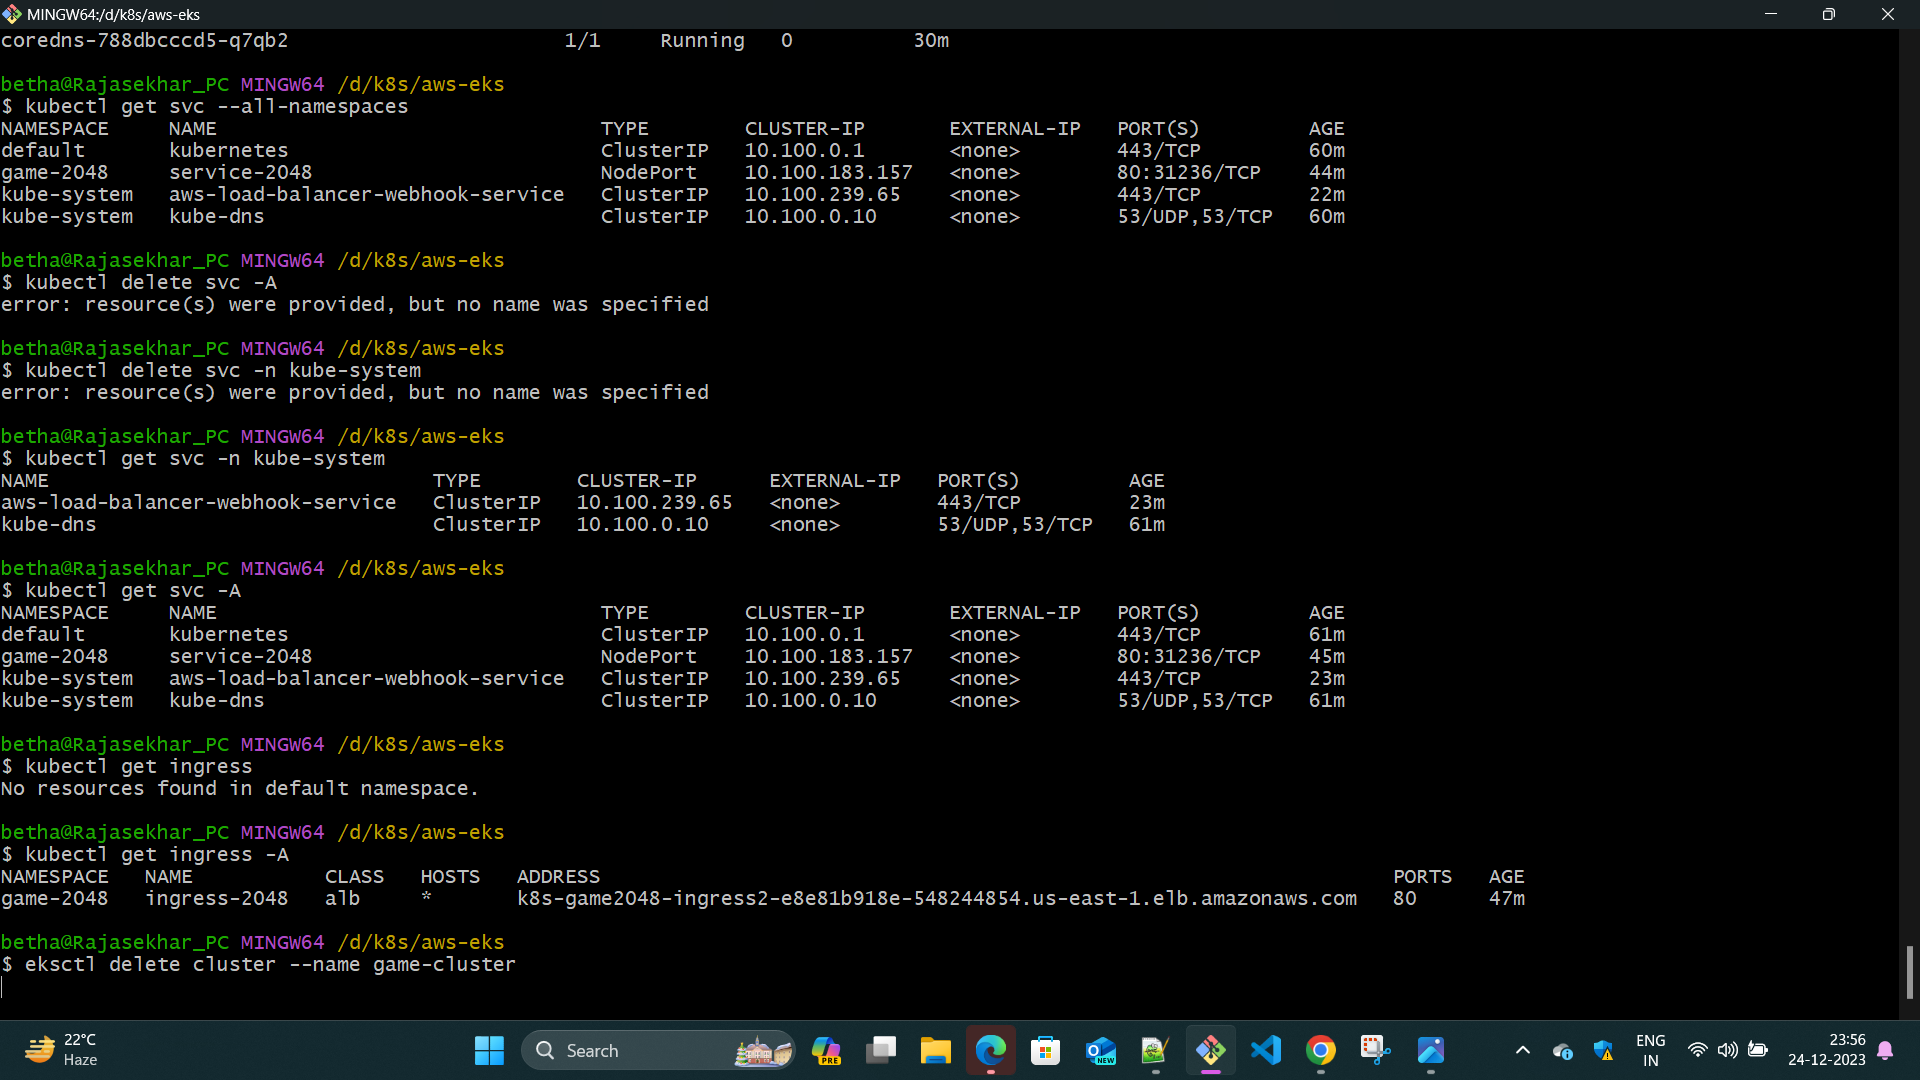 MINGW64:/d/k8s/aws-eks
coredns-788dbcccd5-q7qb2 1/1 Running 0 30m
betha@Rajasekhar_PC MINGW64 /d/k8s/aws-eks
$ kubectl get svc --all-namespaces
NAMESPACE NAME TYPE CLUSTER-IP EXTERNAL-IP PORT(S) AGE
default kubernetes ClusterIP 10.100.0.1 <none> 443/TCP 60m
game-2048 service-2048 NodePort 10.100.183.157 <none> 80:31236/TCP 44m
kube-system aws-load-balancer-webhook-service ClusterIP 10.100.239.65 <none> 443/TCP 22m
kube-system kube-dns ClusterIP 10.100.0.10 <none> 53/UDP,53/TCP 60m
betha@Rajasekhar_PC MINGW64 /d/k8s/aws-eks
$ kubectl delete svc -A
error: resource(s) were provided, but no name was specified
betha@Rajasekhar_PC MINGW64 /d/k8s/aws-eks
$ kubectl delete svc -n kube-system
error: resource(s) were provided, but no name was specified
betha@Rajasekhar_PC MINGW64 /d/k8s/aws-eks
$ kubectl get svc -n kube-system
NAME TYPE CLUSTER-IP EXTERNAL-IP PORT(S) AGE
aws-load-balancer-webhook-service ClusterIP 10.100.239.65 <none> 443/TCP 23m
kube-dns ClusterIP 10.100.0.10 <none> 53/UDP,53/TCP 61m
betha@Rajasekhar_PC MINGW64 /d/k8s/aws-eks
$ kubectl get svc -A
NAMESPACE NAME TYPE CLUSTER-IP EXTERNAL-IP PORT(S) AGE
default kubernetes ClusterIP 10.100.0.1 <none> 443/TCP 61m
game-2048 service-2048 NodePort 10.100.183.157 <none> 80:31236/TCP 45m
kube-system aws-load-balancer-webhook-service ClusterIP 10.100.239.65 <none> 443/TCP 23m
kube-system kube-dns ClusterIP 10.100.0.10 <none> 53/UDP,53/TCP 61m
betha@Rajasekhar_PC MINGW64 /d/k8s/aws-eks
$ kubectl get ingress
No resources found in default namespace.
betha@Rajasekhar_PC MINGW64 /d/k8s/aws-eks
$ kubectl get ingress -A
NAMESPACE NAME CLASS HOSTS ADDRESS PORTS AGE
game-2048 ingress-2048 alb * k8s-game2048-ingress2-e8e81b918e-548244854.us-east-1.elb.amazonaws.com 80 47m
betha@Rajasekhar_PC MINGW64 /d/k8s/aws-eks
$ eksctl delete cluster --name game-cluster
22°C
Haze
Search
PRE
NEW
ENG
IN
23:56
24-12-2023